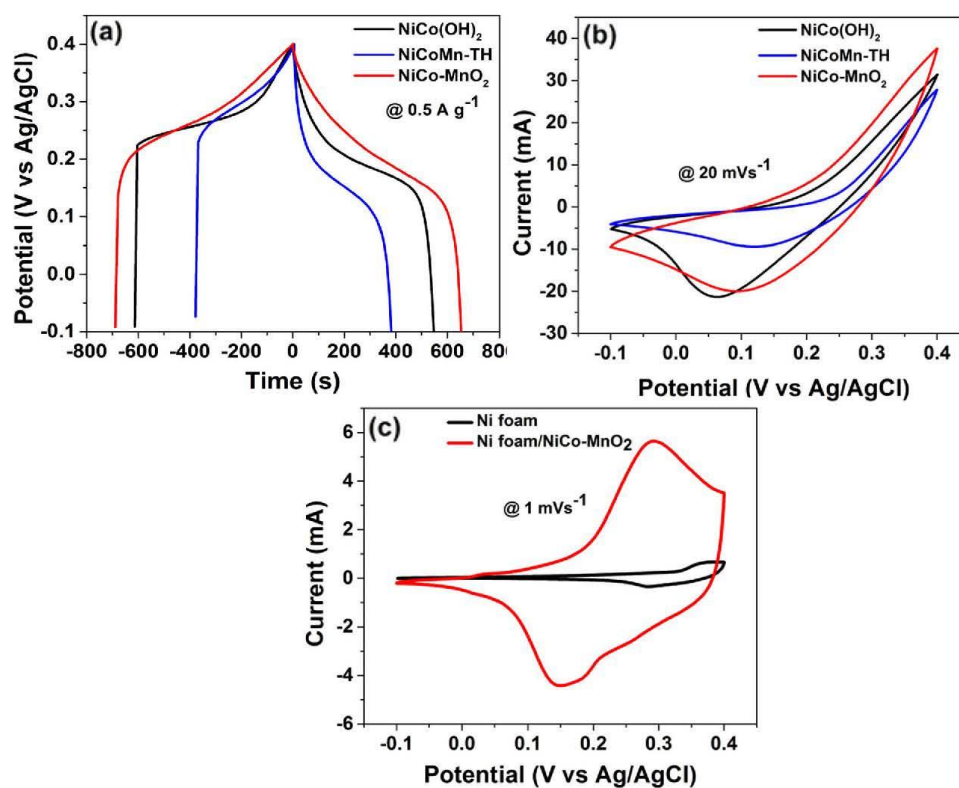 (a)
NiCo(OH)₂
NiCoMn-TH
NiCo-MnO₂
@ 0.5 A g⁻¹
Potential (V vs Ag/AgCl)
0.4
0.3
0.2
0.1
0.0
-0.1
-800 -400 -200 0 200 400 600 80
Time (s)
(b)
NiCo(OH)₂
NiCoMn-TH
NiCo-MnO₂
@ 20 mVs⁻¹
Current (mA)
40
30
20
10
0
-10
-20
-30
-0.1 0.0 0.1 0.2 0.3 0.4
Potential (V vs Ag/AgCl)
(c)
Ni foam
Ni foam/NiCo-MnO₂
@ 1 mVs⁻¹
Current (mA)
6
4
2
0
-2
-4
-6
-0.1 0.0 0.1 0.2 0.3 0.4
Potential (V vs Ag/AgCl)